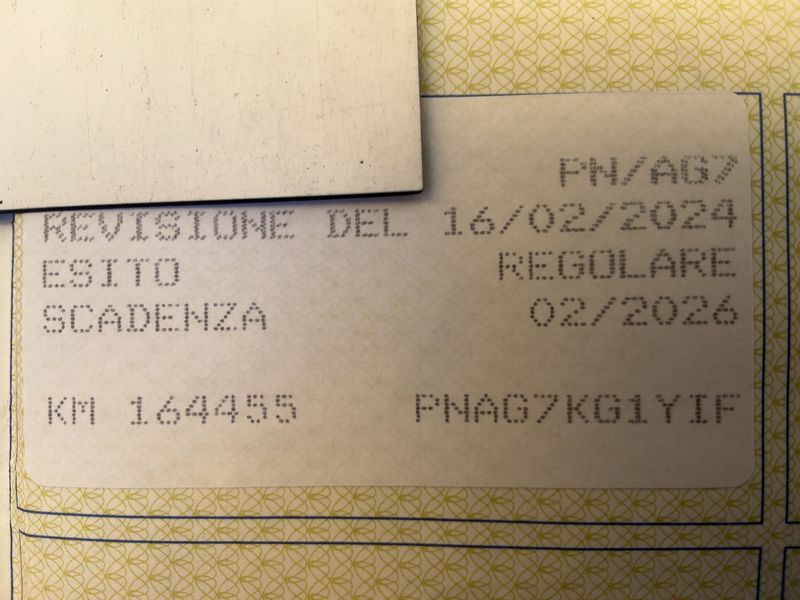 PN/AG7
REVISIONE DEL 16/02/2024
ESITO REGOLARE
SCADENZA 02/2026
KM 164455 PNAG7KG1YIF